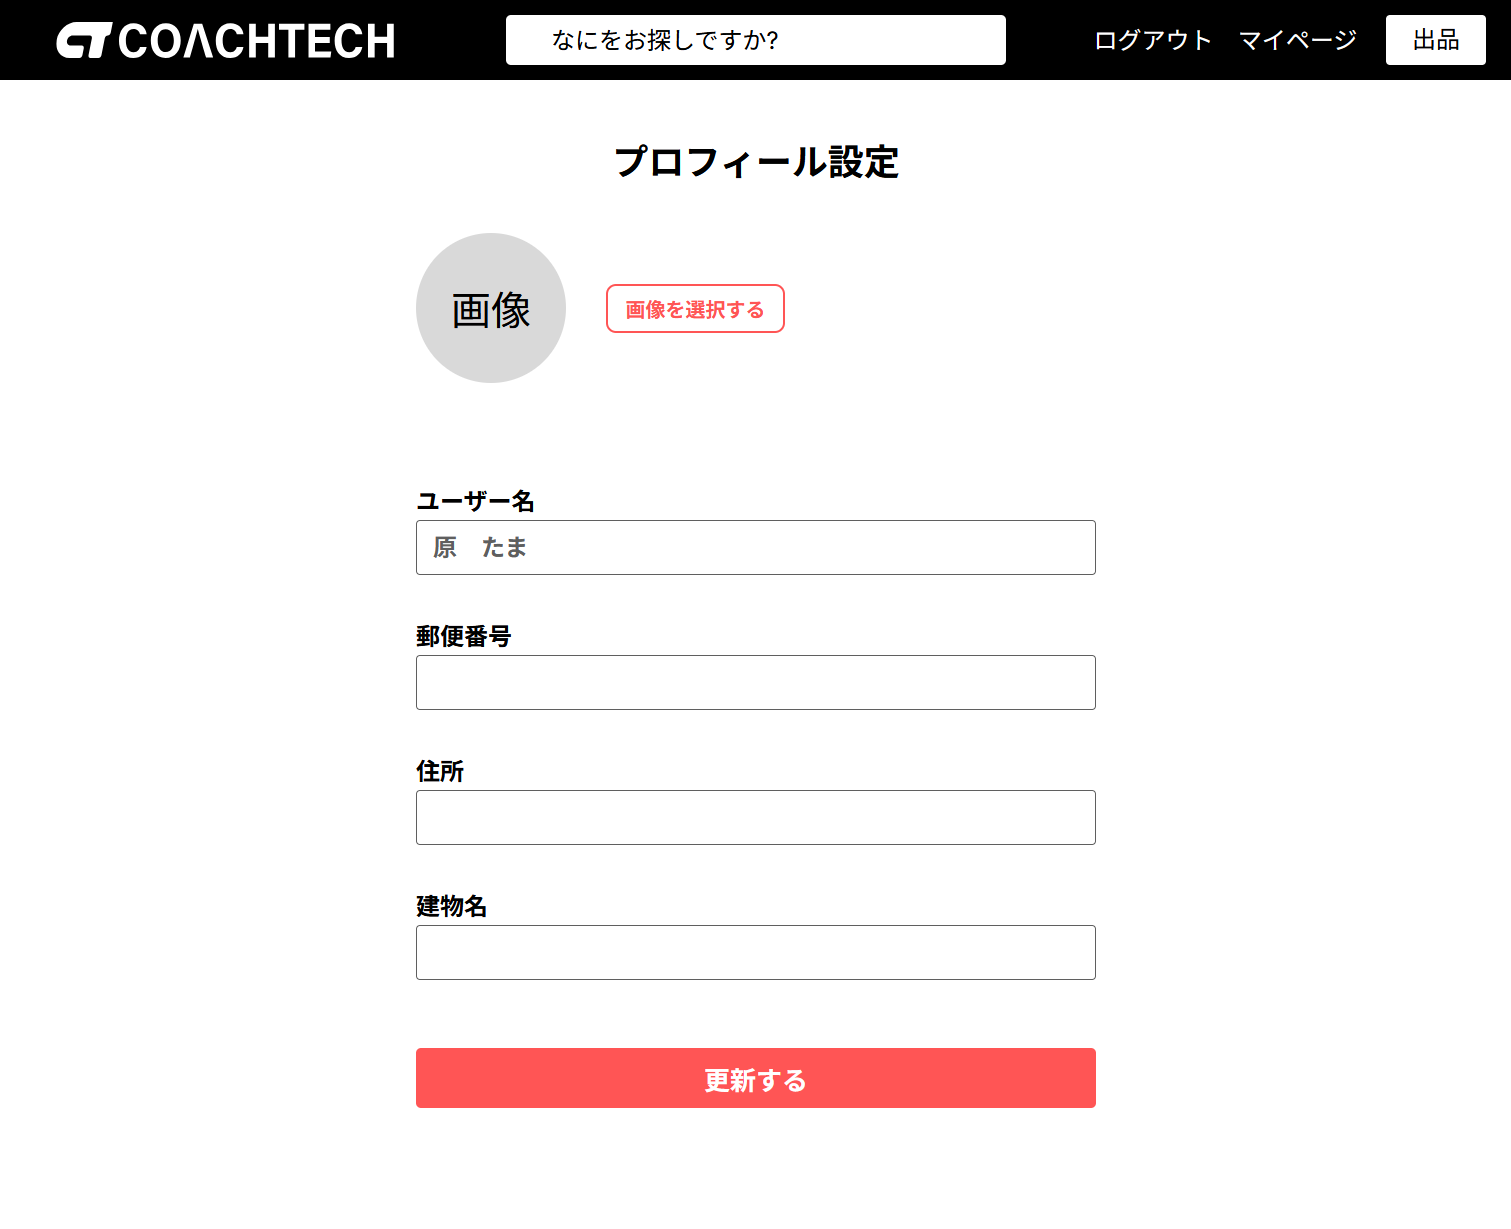 COACHTECH
なにをお探しですか?
ログアウト マイページ 出品
プロフィール設定
画像
画像を選択する
ユーザー名
原　たま
郵便番号
住所
建物名
更新する